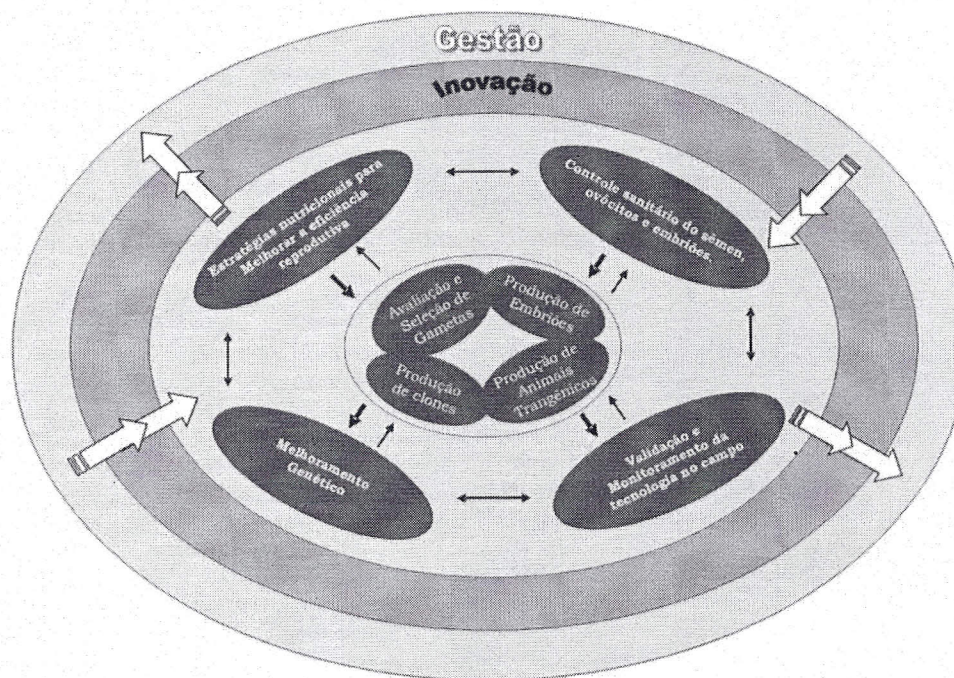 Gestão
Inovação
Estratégias nutricionais para
Melhorar a eficiência
reprodutiva
Controle sanitário do sêmen,
ovócitos e embriões.
Avaliação e
Seleção de
Gametas
Produção de
Embriões
Produção
de clones
Produção de
Animais
Trangênicos
Melhoramento
Genético
Validação e
Monitoramento da
tecnologia no campo